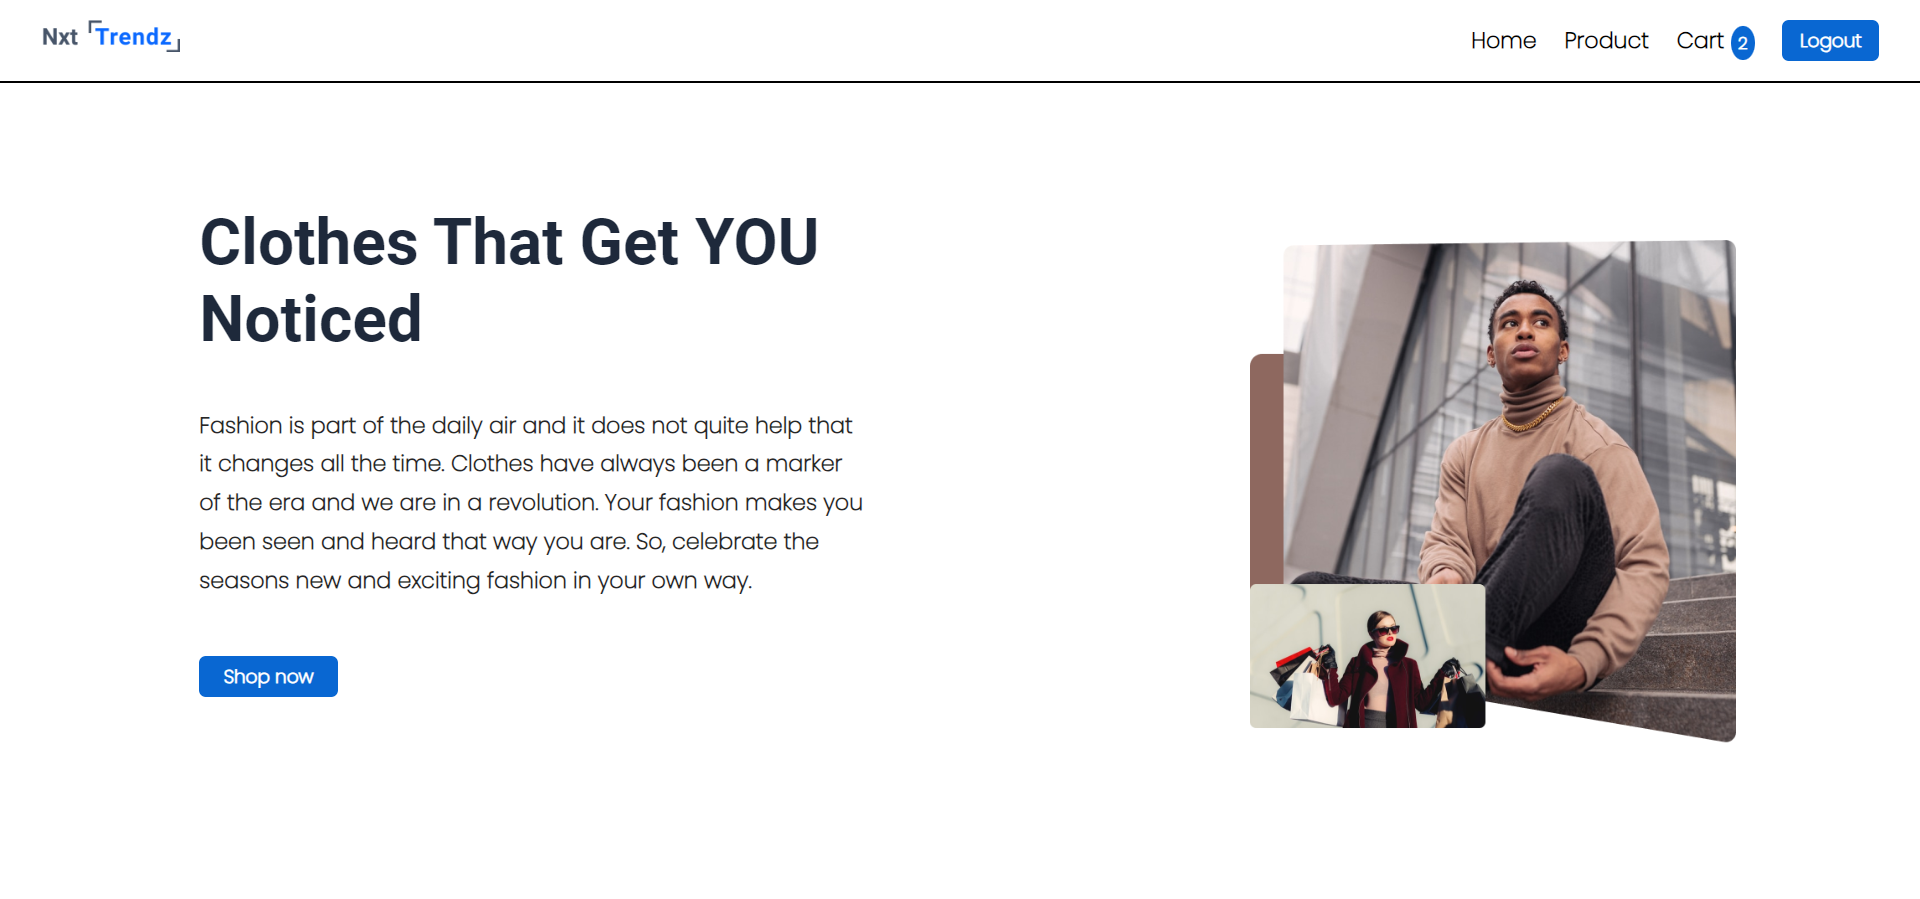 Nxt Trendz
Home Product Cart 2 Logout
Clothes That Get YOU
Noticed
Fashion is part of the daily air and it does not quite help that
it changes all the time. Clothes have always been a marker
of the era and we are in a revolution. Your fashion makes you
been seen and heard that way you are. So, celebrate the
seasons new and exciting fashion in your own way.
Shop now